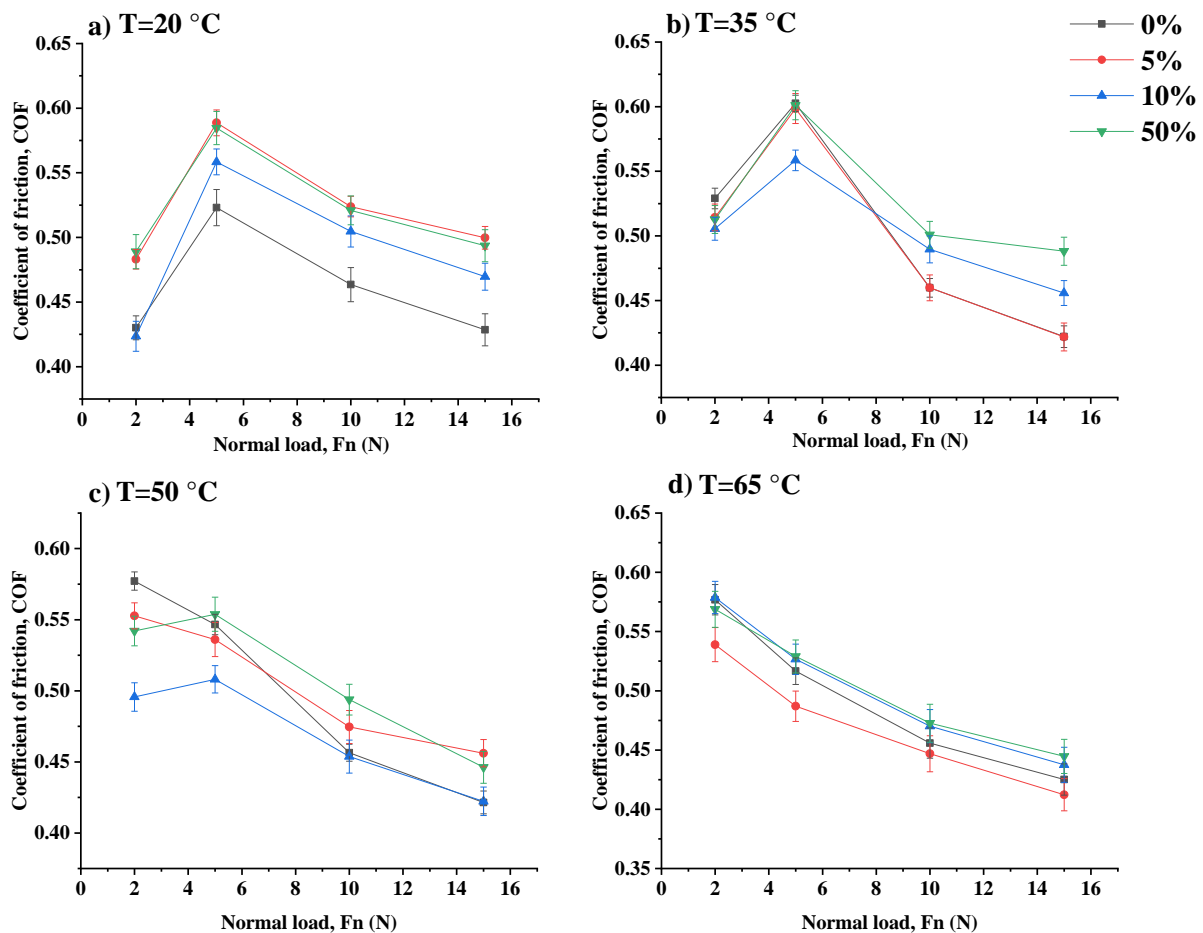 a) T=20 °C
0.65
0.60
0.55
0.50
0.45
0.40
Coefficient of friction, COF
0 2 4 6 8 10 12 14 16
Normal load, Fn (N)
b) T=35 °C
0.65
0.60
0.55
0.50
0.45
0.40
Coefficient of friction, COF
0 2 4 6 8 10 12 14 16
Normal load, Fn (N)
0%
5%
10%
50%
c) T=50 °C
0.60
0.55
0.50
0.45
0.40
Coefficient of friction, COF
0 2 4 6 8 10 12 14 16
Normal load, Fn (N)
d) T=65 °C
0.65
0.60
0.55
0.50
0.45
0.40
0.35
Coefficient of friction, COF
0 2 4 6 8 10 12 14 16
Normal load, Fn (N)